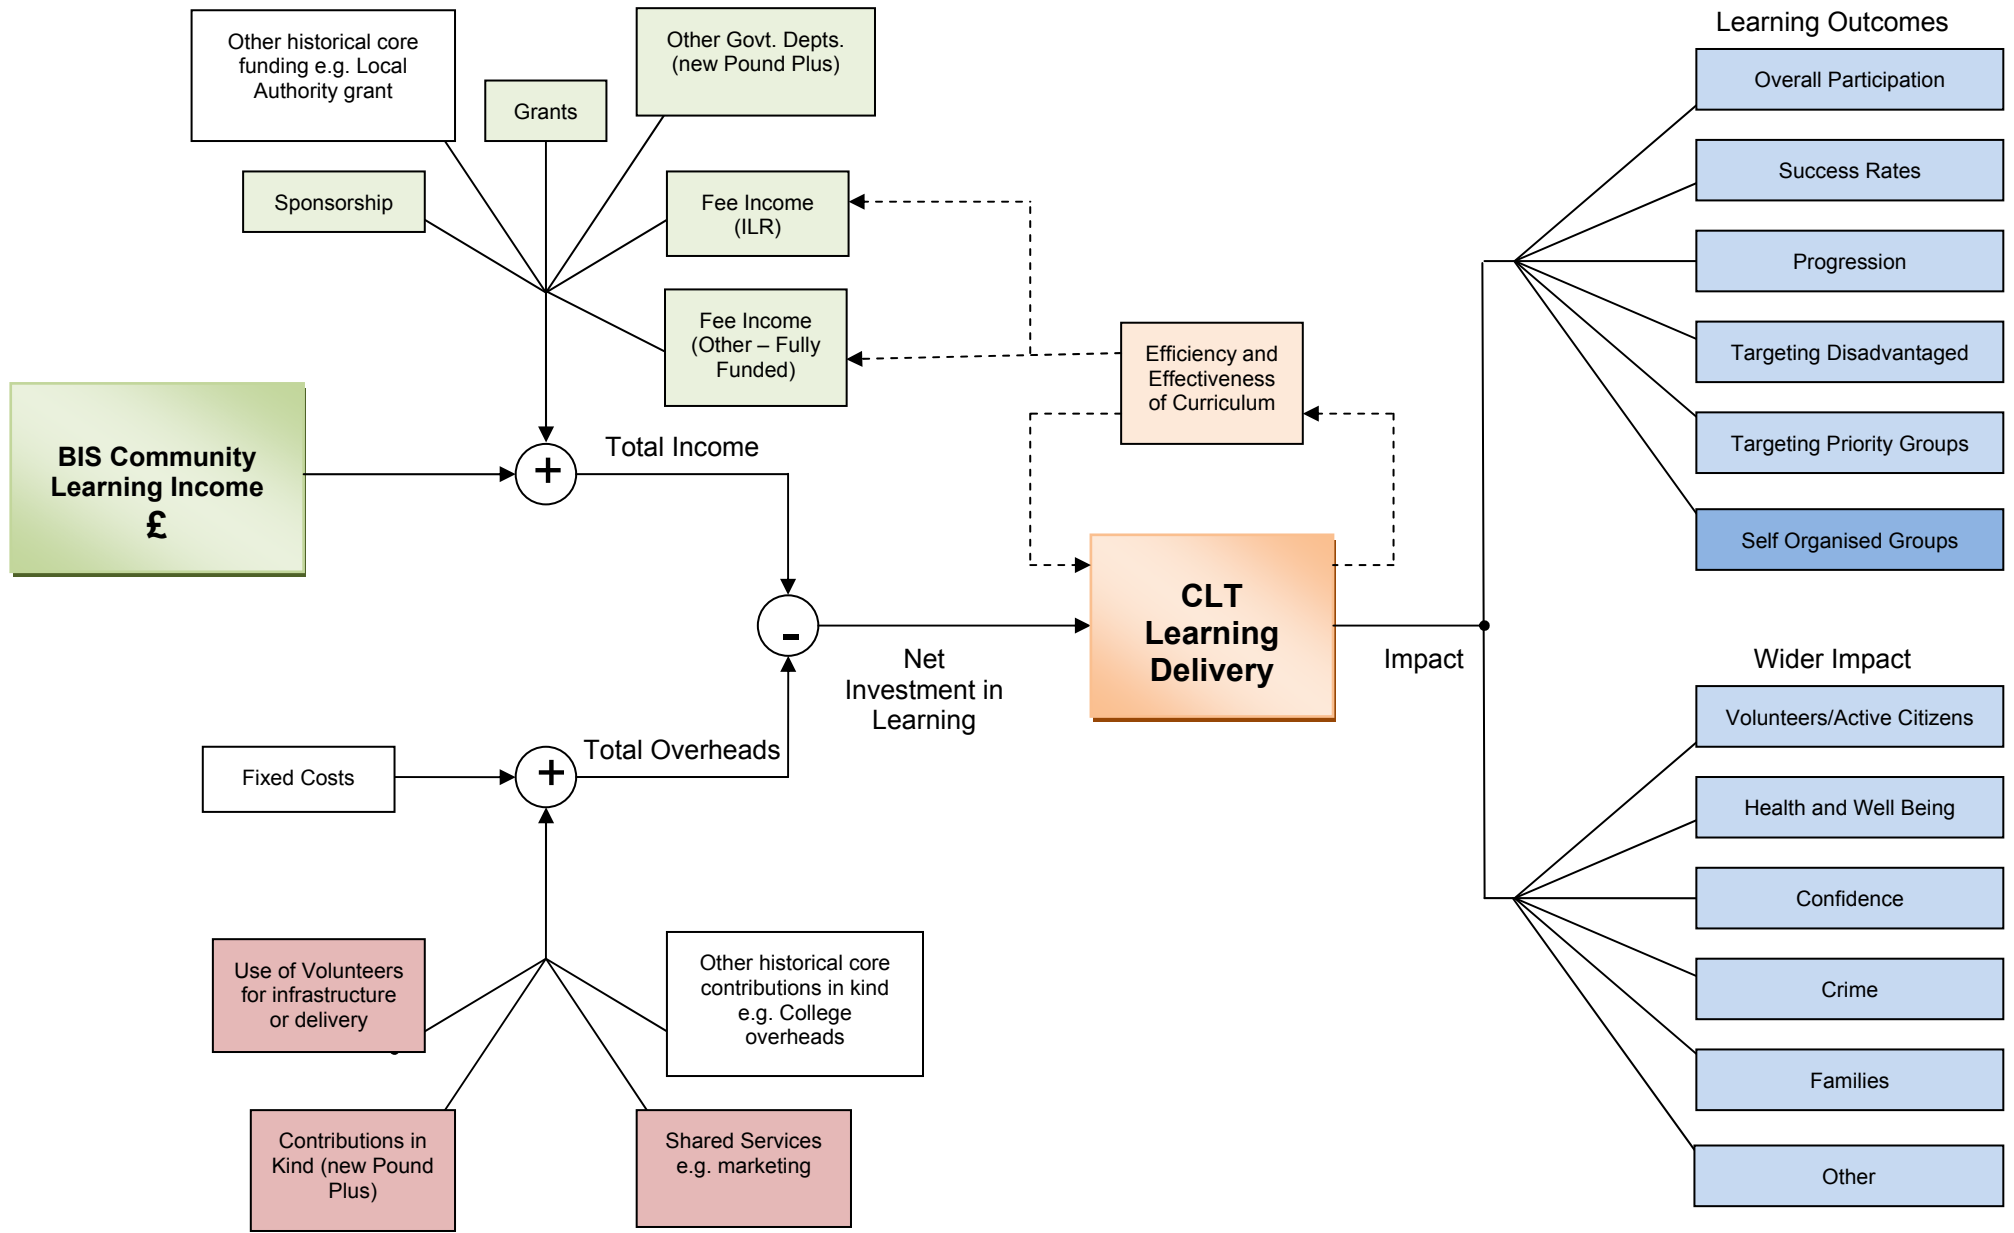 Other historical core
funding e.g. Local
Authority grant
Grants
Other Govt. Depts.
(new Pound Plus)
Sponsorship
Fee Income
(ILR)
Fee Income
(Other – Fully
Funded)
BIS Community
Learning Income
£
+
Total Income
Efficiency and
Effectiveness
of Curriculum
-
Net
Investment in
Learning
CLT
Learning
Delivery
Impact
Fixed Costs
+
Total Overheads
Use of Volunteers
for infrastructure
or delivery
Other historical core
contributions in kind
e.g. College
overheads
Contributions in
Kind (new Pound
Plus)
Shared Services
e.g. marketing
Learning Outcomes
Overall Participation
Success Rates
Progression
Targeting Disadvantaged
Targeting Priority Groups
Self Organised Groups
Wider Impact
Volunteers/Active Citizens
Health and Well Being
Confidence
Crime
Families
Other